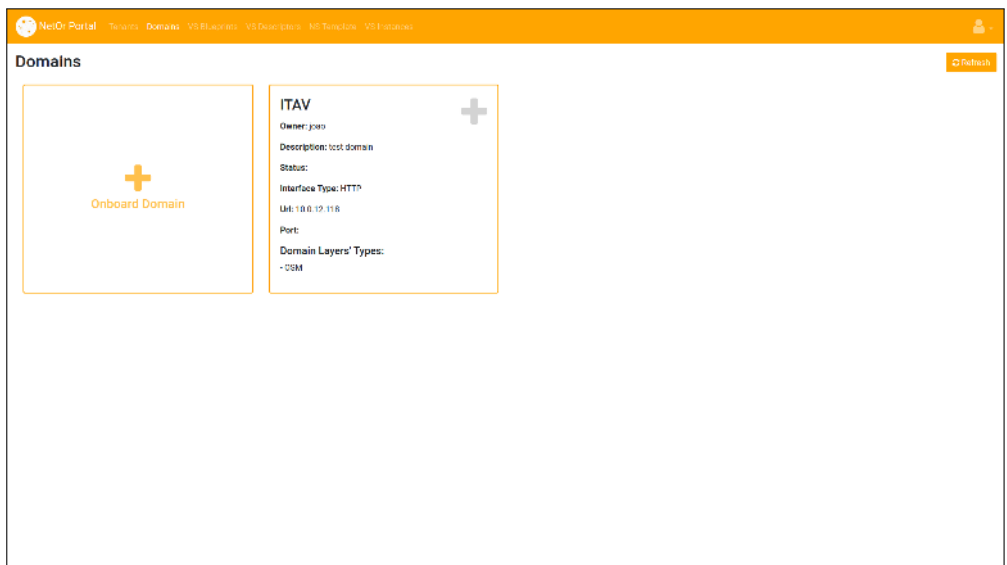 NetOr Portal Tenants Domains VS Blueprints VS Descriptors NS Template VS Instances
Domains
Refresh
ITAV
Owner: joao
Description: test domain
Status:
Interface Type: HTTP
Url: 10.0.12.118
Port:
Domain Layers' Types:
- OSM
Onboard Domain